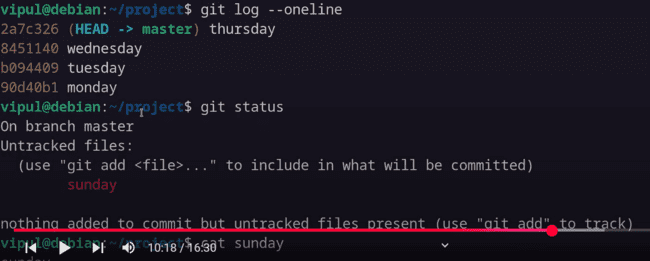 vipul@debian:~/project$ git log --oneline
2a7c326 (HEAD -> master) thursday
8451140 wednesday
b094409 tuesday
90d40b1 monday
vipul@debian:~/project$ git status
On branch master
Untracked files:
  (use "git add <file>..." to include in what will be committed)
        sunday
nothing added to commit but untracked files present (use "git add" to track)
vipul@debian:~/project$ cat sunday
10:18 / 16:30
sunday